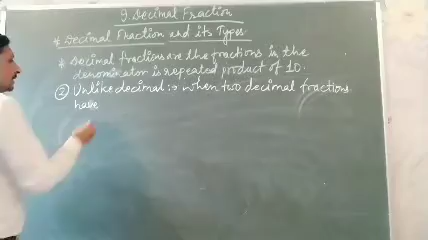 9. Decimal Fraction
* Decimal Fraction and its Types.
* Decimal fractions are the fractions in the
denominator is repeated product of 10.
② Unlike decimal :→ when two decimal fractions
have